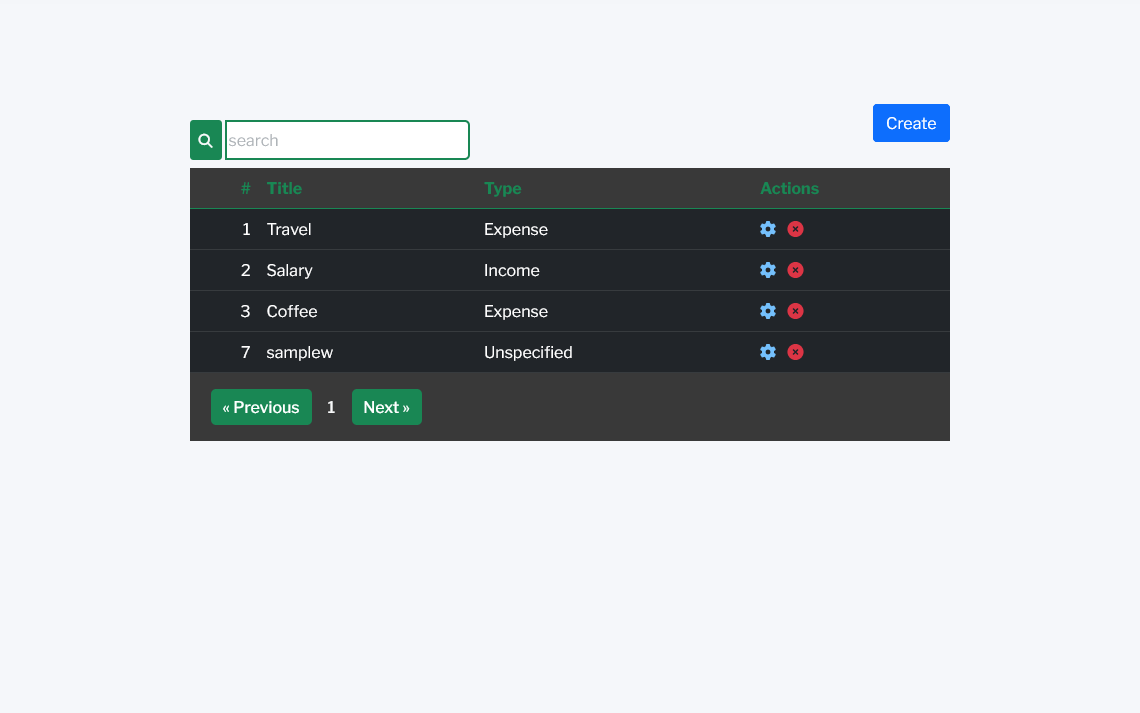 search
Create
# Title Type Actions
1 Travel Expense
2 Salary Income
3 Coffee Expense
7 samplew Unspecified
« Previous 1 Next »